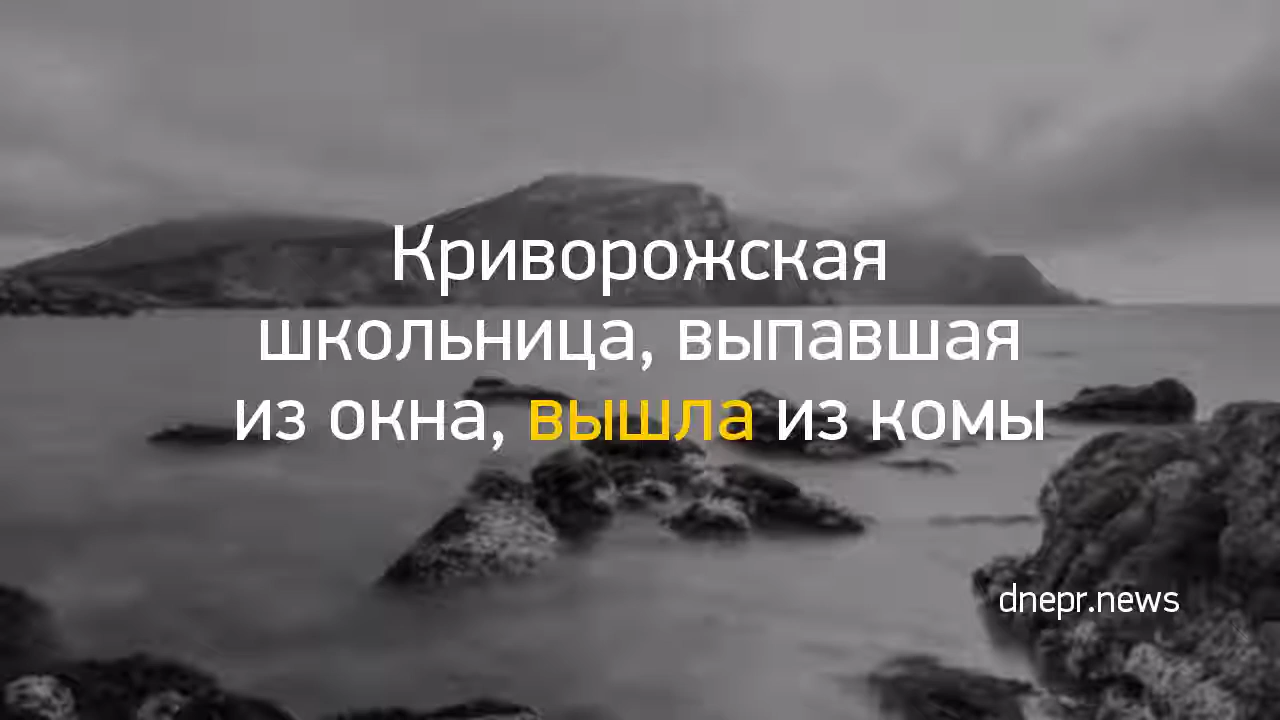 Криворожская
школьница, выпавшая
из окна, вышла из комы
dnepr.news